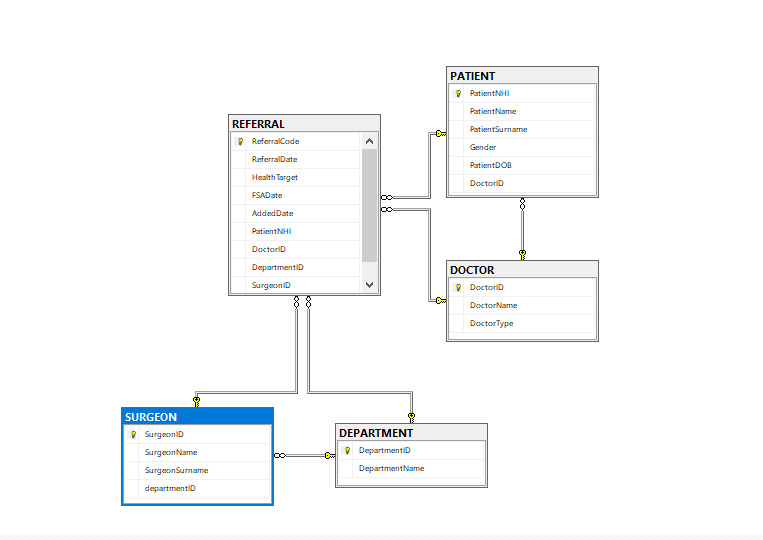 PATIENT
PatientNHI
PatientName
PatientSurname
Gender
PatientDOB
DoctorID
REFERRAL
ReferralCode
ReferralDate
HealthTarget
FSADate
AddedDate
PatientNHI
DoctorID
DepartmentID
SurgeonID
DOCTOR
DoctorID
DoctorName
DoctorType
SURGEON
SurgeonID
SurgeonName
SurgeonSurname
departmentID
DEPARTMENT
DepartmentID
DepartmentName